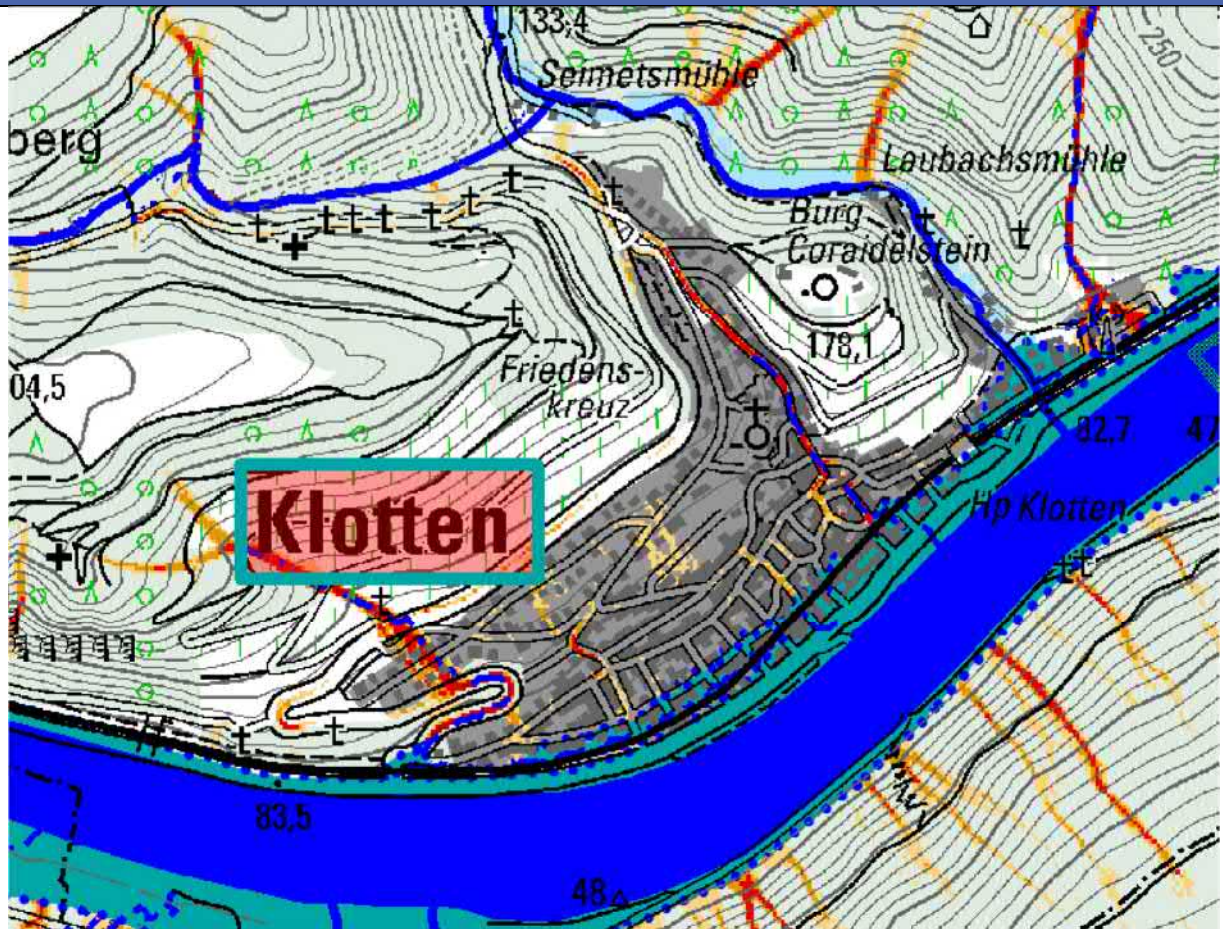 133,4
250
Seimetsmühle
berg
Laubachsmühle
Burg
Coraidelstein
178,1
Friedens-
kreuz
04,5
82,7
47
Klotten
Hp Klotten
83,5
48